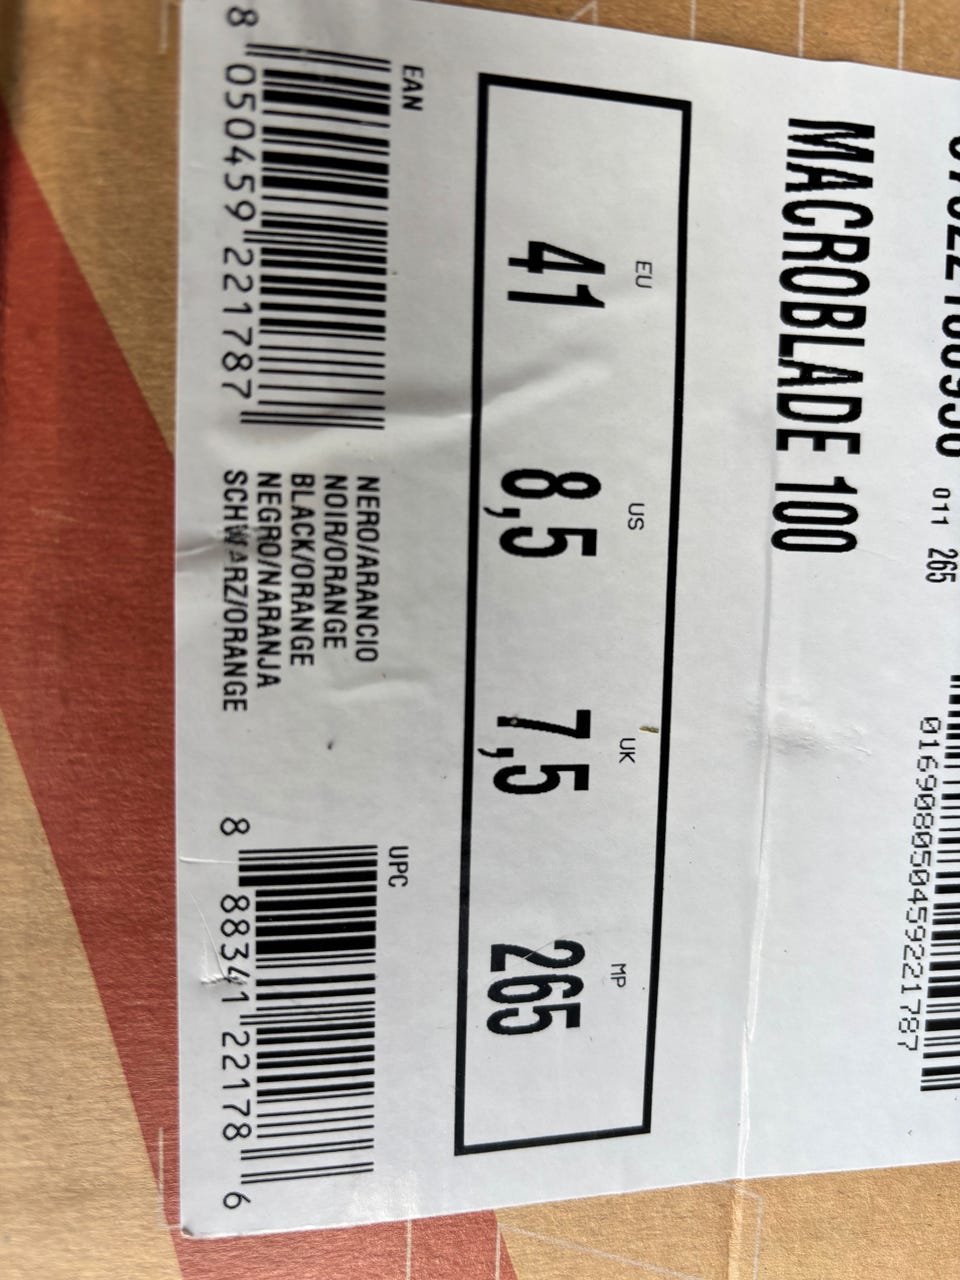 011 265
01690805045922178​7
MACROBLADE 100
EU US UK MP
41 8,5 7,5 265
EAN
8 050459 221787
NERO/ARANCIO
NOIR/ORANGE
BLACK/ORANGE
NEGRO/NARANJA
SCHWARZ/ORANGE
UPC
8 88341 22178 6